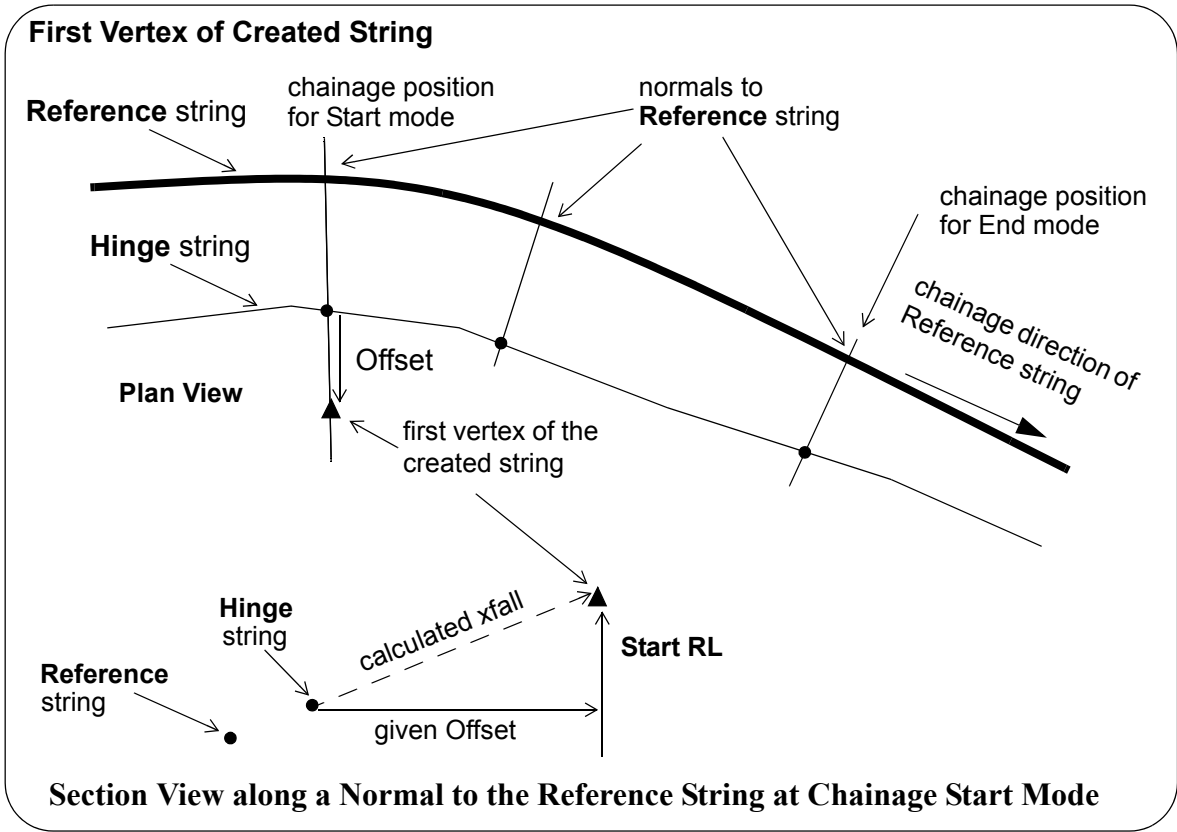 First Vertex of Created String
chainage position
for Start mode
normals to
Reference string
Reference string
chainage position
for End mode
Hinge string
chainage direction of
Reference string
Offset
Plan View
first vertex of the
created string
Hinge
string
calculated xfall
Start RL
Reference
string
given Offset
Section View along a Normal to the Reference String at Chainage Start Mode